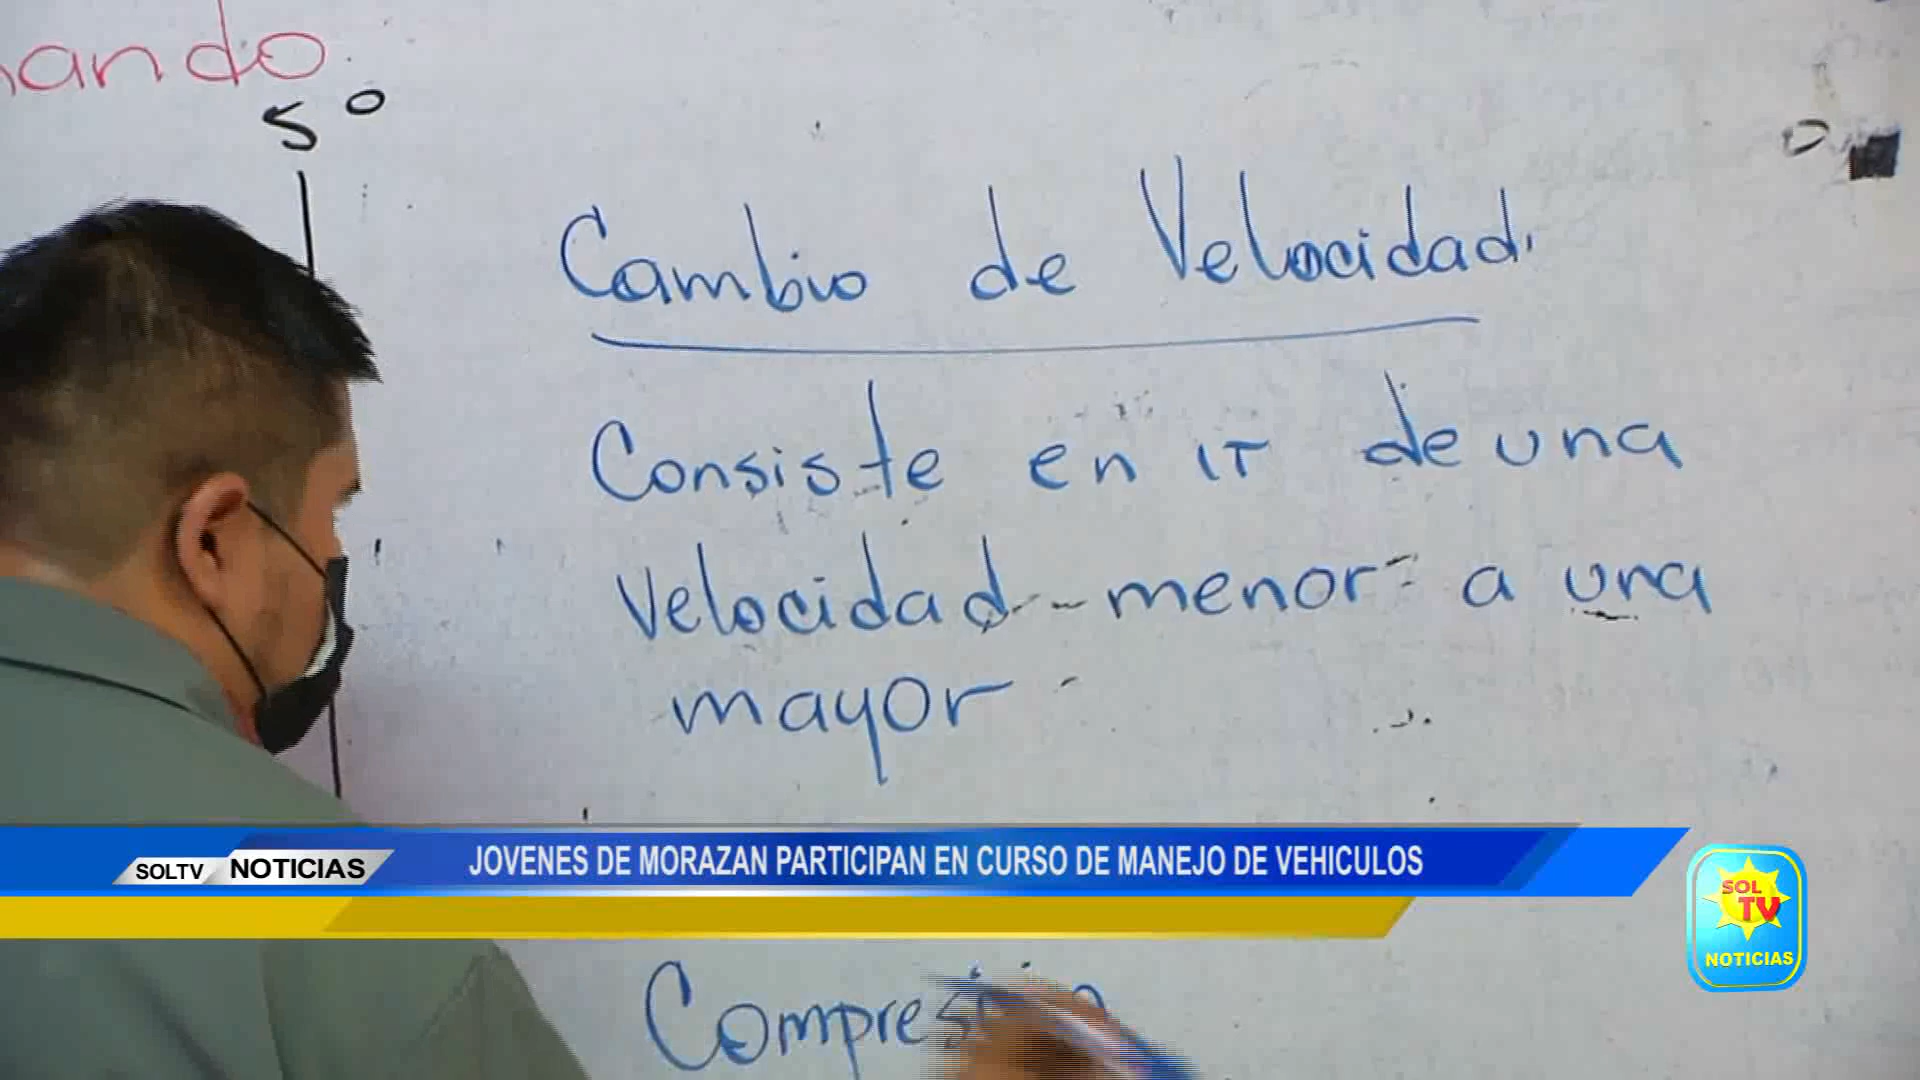 ando
5°
Cambio de Velocidad.
Consiste en ir de una
velocidad menor a una
mayor
SOLTV NOTICIAS
JOVENES DE MORAZAN PARTICIPAN EN CURSO DE MANEJO DE VEHICULOS
SOL
TV
NOTICIAS